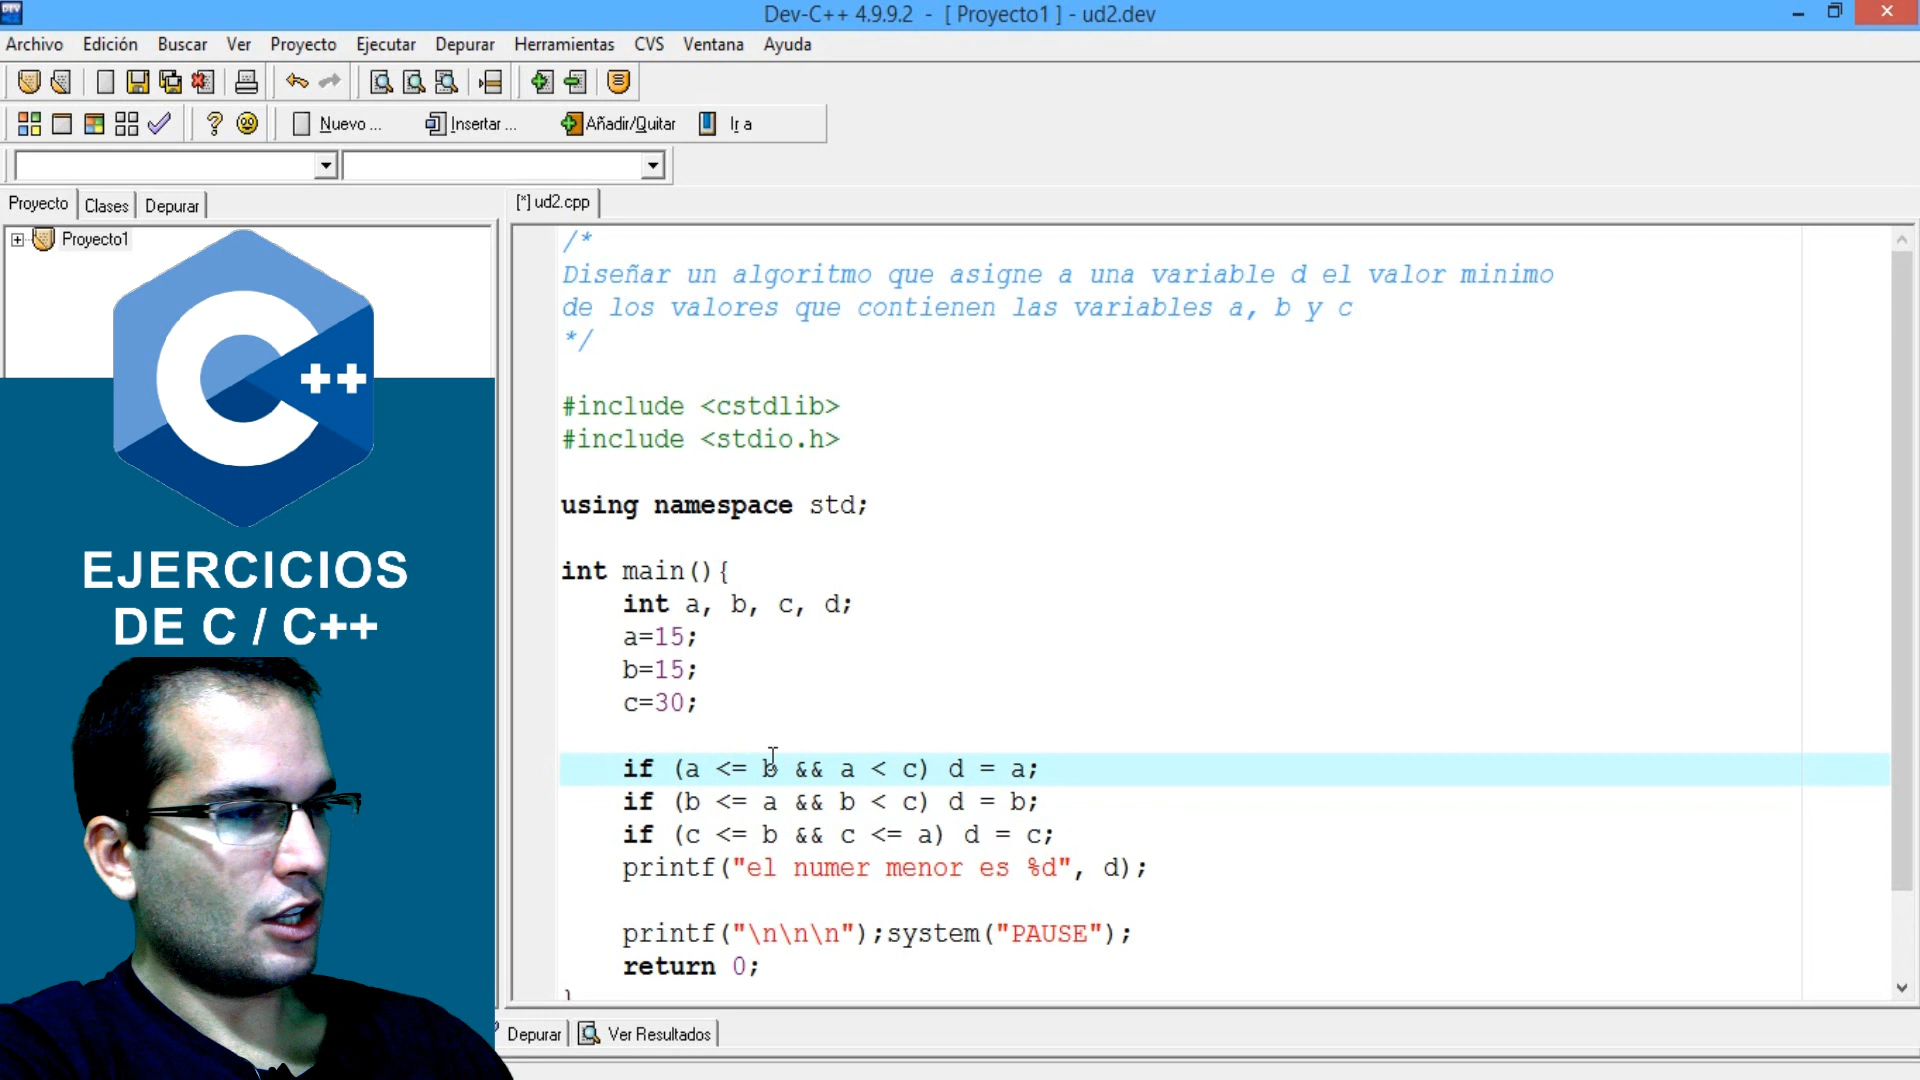 Dev-C++ 4.9.9.2 - [ Proyecto1 ] - ud2.dev
Archivo Edición Buscar Ver Proyecto Ejecutar Depurar Herramientas CVS Ventana Ayuda
Nuevo ... Insertar ... Añadir/Quitar Ir a
Proyecto Clases Depurar
[*] ud2.cpp
Proyecto1
/*
Diseñar un algoritmo que asigne a una variable d el valor minimo
de los valores que contienen las variables a, b y c
*/
#include <cstdlib>
#include <stdio.h>
using namespace std;
int main(){
int a, b, c, d;
a=15;
b=15;
c=30;
if (a <= b && a < c) d = a;
if (b <= a && b < c) d = b;
if (c <= b && c <= a) d = c;
printf("el numer menor es %d", d);
printf("\n\n\n");system("PAUSE");
return 0;
C++
EJERCICIOS
DE C / C++
Depurar Ver Resultados